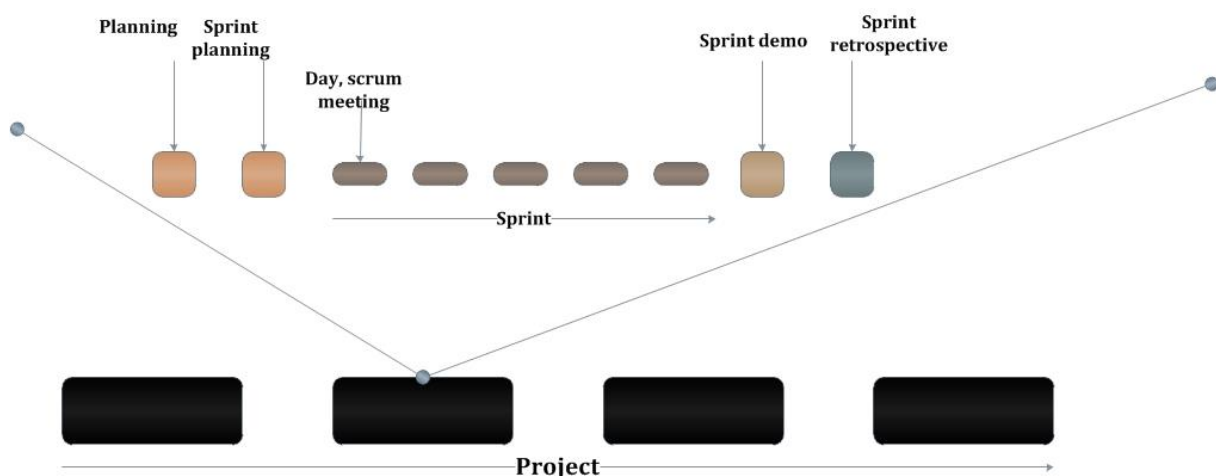 Planning
Sprint
planning
Day, scrum
meeting
Sprint demo
Sprint
retrospective
Sprint
Project